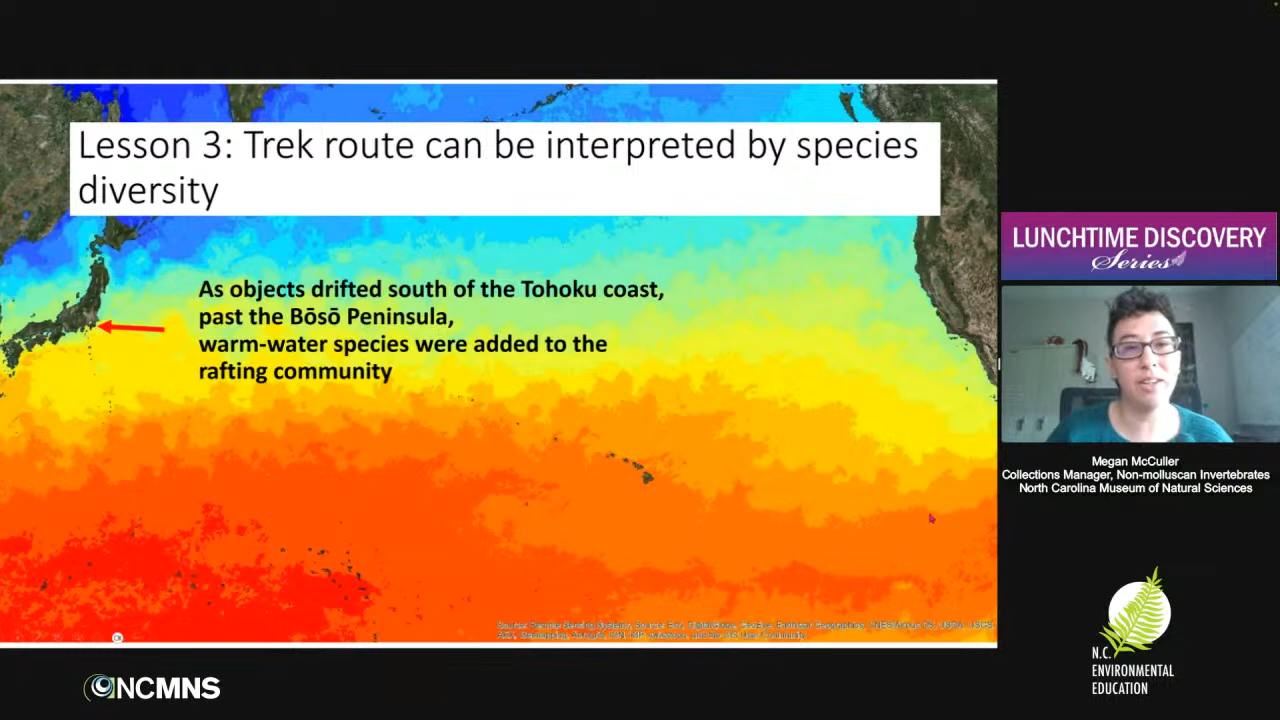 Lesson 3: Trek route can be interpreted by species
diversity
As objects drifted south of the Tohoku coast,
past the Bōsō Peninsula,
warm-water species were added to the
rafting community
LUNCHTIME DISCOVERY
Series
Megan McCuller
Collections Manager, Non-molluscan Invertebrates
North Carolina Museum of Natural Sciences
NCMNS
N.C.
ENVIRONMENTAL
EDUCATION